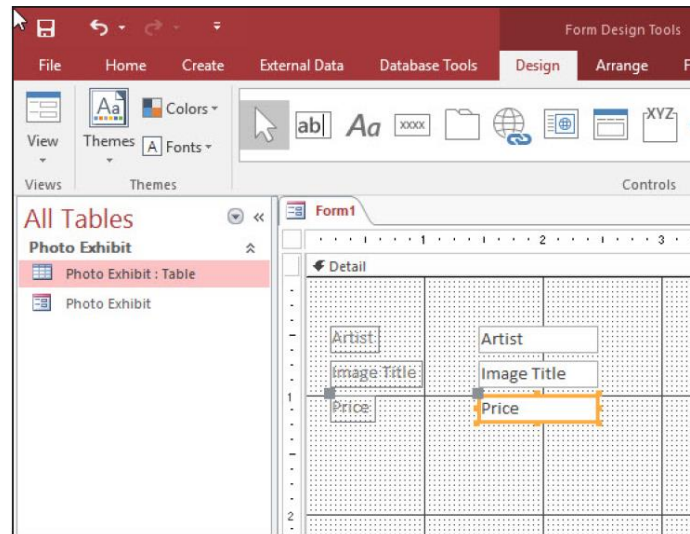 Form Design Tools
File Home Create External Data Database Tools Design Arrange F
View Themes Aa Colors A Fonts ab Aa xxxx XYZ
Views Themes Controls
All Tables
Photo Exhibit
Photo Exhibit : Table
Photo Exhibit
Form1
1 2 3
Detail
Artist Artist
Image Title Image Title
1
Price Price
2